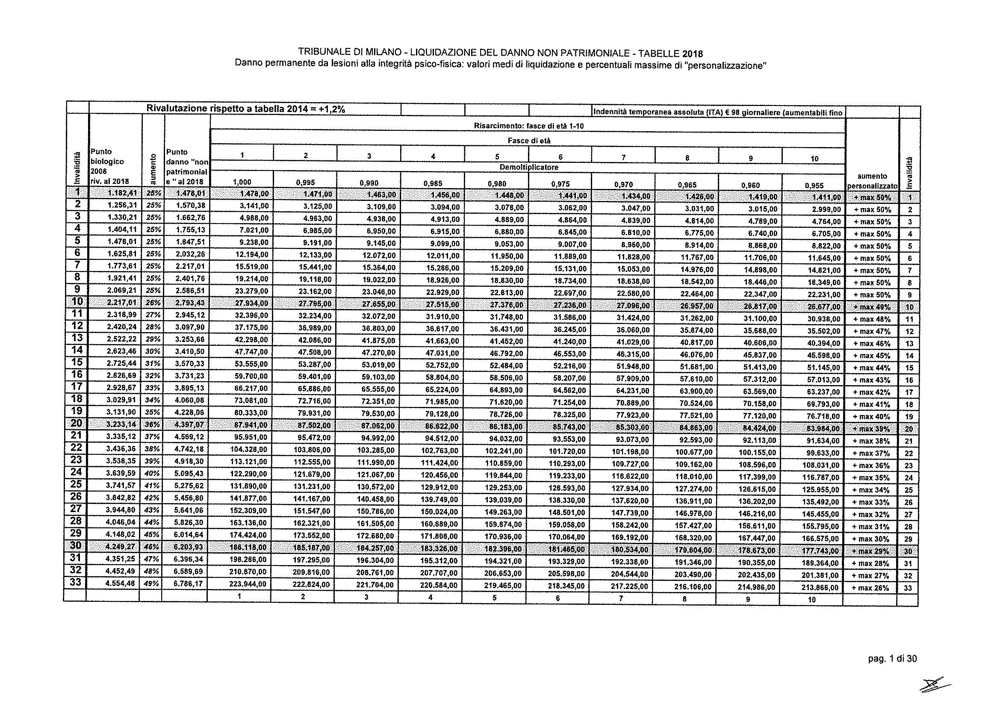 TRIBUNALE DI MILANO - LIQUIDAZIONE DEL DANNO NON PATRIMONIALE - TABELLE 2018
Danno permanente da lesioni alla integrità psico-fisica: valori medi di liquidazione e percentuali massime di "personalizzazione"
Rivalutazione rispetto a tabella 2014 = +1,2% Indennità temporanea assoluta (ITA) € 98 giornaliere (aumentabili fino
Risarcimento: fasce di età 1-10
Fasce di età
Invalidità
Punto
biologico
2008
riv. al 2018
aumento
Punto
danno "non
patrimonial
e " al 2018
1 2 3 4 5 6 7 8 9 10
Demoltiplicatore
1,000 0,995 0,990 0,985 0,980 0,975 0,970 0,965 0,960 0,955
aumento
personalizzato
Invalidità
1 1.182,41 25% 1.478,01 1.478,00 1.471,00 1.463,00 1.456,00 1.448,00 1.441,00 1.434,00 1.426,00 1.419,00 1.411,00 + max 50% 1
2 1.256,31 25% 1.570,38 3.141,00 3.125,00 3.109,00 3.094,00 3.078,00 3.062,00 3.047,00 3.031,00 3.015,00 2.999,00 + max 50% 2
3 1.330,21 25% 1.662,76 4.988,00 4.963,00 4.938,00 4.913,00 4.889,00 4.864,00 4.839,00 4.814,00 4.789,00 4.764,00 + max 50% 3
4 1.404,11 25% 1.755,13 7.021,00 6.985,00 6.950,00 6.915,00 6.880,00 6.845,00 6.810,00 6.775,00 6.740,00 6.705,00 + max 50% 4
5 1.478,01 25% 1.847,51 9.238,00 9.191,00 9.145,00 9.099,00 9.053,00 9.007,00 8.960,00 8.914,00 8.868,00 8.822,00 + max 50% 5
6 1.625,81 25% 2.032,26 12.194,00 12.133,00 12.072,00 12.011,00 11.950,00 11.889,00 11.828,00 11.767,00 11.706,00 11.645,00 + max 50% 6
7 1.773,61 25% 2.217,01 15.519,00 15.441,00 15.364,00 15.286,00 15.209,00 15.131,00 15.053,00 14.976,00 14.898,00 14.821,00 + max 50% 7
8 1.921,41 25% 2.401,76 19.214,00 19.118,00 19.022,00 18.926,00 18.830,00 18.734,00 18.638,00 18.542,00 18.446,00 18.349,00 + max 50% 8
9 2.069,21 25% 2.586,51 23.279,00 23.162,00 23.046,00 22.929,00 22.813,00 22.697,00 22.580,00 22.464,00 22.347,00 22.231,00 + max 50% 9
10 2.217,01 26% 2.793,43 27.934,00 27.795,00 27.655,00 27.515,00 27.376,00 27.236,00 27.096,00 26.957,00 26.817,00 26.677,00 + max 49% 10
11 2.318,99 27% 2.945,12 32.396,00 32.234,00 32.072,00 31.910,00 31.748,00 31.586,00 31.424,00 31.262,00 31.100,00 30.938,00 + max 48% 11
12 2.420,24 28% 3.097,90 37.175,00 36.989,00 36.803,00 36.617,00 36.431,00 36.245,00 36.060,00 35.874,00 35.688,00 35.502,00 + max 47% 12
13 2.522,22 29% 3.253,66 42.298,00 42.086,00 41.875,00 41.663,00 41.452,00 41.240,00 41.029,00 40.817,00 40.606,00 40.394,00 + max 46% 13
14 2.623,46 30% 3.410,50 47.747,00 47.508,00 47.270,00 47.031,00 46.792,00 46.553,00 46.315,00 46.076,00 45.837,00 45.598,00 + max 45% 14
15 2.725,44 31% 3.570,33 53.555,00 53.287,00 53.019,00 52.752,00 52.484,00 52.216,00 51.948,00 51.681,00 51.413,00 51.145,00 + max 44% 15
16 2.826,69 32% 3.731,23 59.700,00 59.401,00 59.103,00 58.804,00 58.506,00 58.207,00 57.909,00 57.610,00 57.312,00 57.013,00 + max 43% 16
17 2.928,67 33% 3.895,13 66.217,00 65.886,00 65.555,00 65.224,00 64.893,00 64.562,00 64.231,00 63.900,00 63.569,00 63.237,00 + max 42% 17
18 3.029,91 34% 4.060,08 73.081,00 72.716,00 72.351,00 71.985,00 71.620,00 71.254,00 70.889,00 70.524,00 70.158,00 69.793,00 + max 41% 18
19 3.131,90 35% 4.228,06 80.333,00 79.931,00 79.530,00 79.128,00 78.726,00 78.325,00 77.923,00 77.521,00 77.120,00 76.718,00 + max 40% 19
20 3.233,14 36% 4.397,07 87.941,00 87.502,00 87.062,00 86.622,00 86.183,00 85.743,00 85.303,00 84.863,00 84.424,00 83.984,00 + max 39% 20
21 3.335,12 37% 4.569,12 95.951,00 95.472,00 94.992,00 94.512,00 94.032,00 93.553,00 93.073,00 92.593,00 92.113,00 91.634,00 + max 38% 21
22 3.436,36 38% 4.742,18 104.328,00 103.806,00 103.285,00 102.763,00 102.241,00 101.720,00 101.198,00 100.677,00 100.155,00 99.633,00 + max 37% 22
23 3.538,35 39% 4.918,30 113.121,00 112.555,00 111.990,00 111.424,00 110.859,00 110.293,00 109.727,00 109.162,00 108.596,00 108.031,00 + max 36% 23
24 3.639,59 40% 5.095,43 122.290,00 121.679,00 121.067,00 120.456,00 119.844,00 119.233,00 118.622,00 118.010,00 117.399,00 116.787,00 + max 35% 24
25 3.741,57 41% 5.275,62 131.890,00 131.231,00 130.572,00 129.912,00 129.253,00 128.593,00 127.934,00 127.274,00 126.615,00 125.955,00 + max 34% 25
26 3.842,82 42% 5.456,80 141.877,00 141.167,00 140.458,00 139.749,00 139.039,00 138.330,00 137.620,00 136.911,00 136.202,00 135.492,00 + max 33% 26
27 3.944,80 43% 5.641,06 152.309,00 151.547,00 150.786,00 150.024,00 149.263,00 148.501,00 147.739,00 146.978,00 146.216,00 145.455,00 + max 32% 27
28 4.046,04 44% 5.826,30 163.136,00 162.321,00 161.505,00 160.689,00 159.874,00 159.058,00 158.242,00 157.427,00 156.611,00 155.795,00 + max 31% 28
29 4.148,02 45% 6.014,64 174.424,00 173.552,00 172.680,00 171.808,00 170.936,00 170.064,00 169.192,00 168.320,00 167.447,00 166.575,00 + max 30% 29
30 4.249,27 46% 6.203,93 186.118,00 185.187,00 184.257,00 183.326,00 182.396,00 181.465,00 180.534,00 179.604,00 178.673,00 177.743,00 + max 29% 30
31 4.351,25 47% 6.396,34 198.286,00 197.295,00 196.304,00 195.312,00 194.321,00 193.329,00 192.338,00 191.346,00 190.355,00 189.364,00 + max 28% 31
32 4.452,49 48% 6.589,69 210.870,00 209.816,00 208.761,00 207.707,00 206.653,00 205.598,00 204.544,00 203.490,00 202.435,00 201.381,00 + max 27% 32
33 4.554,48 49% 6.786,17 223.944,00 222.824,00 221.704,00 220.584,00 219.465,00 218.345,00 217.225,00 216.106,00 214.986,00 213.866,00 + max 26% 33
1 2 3 4 5 6 7 8 9 10
pag. 1 di 30